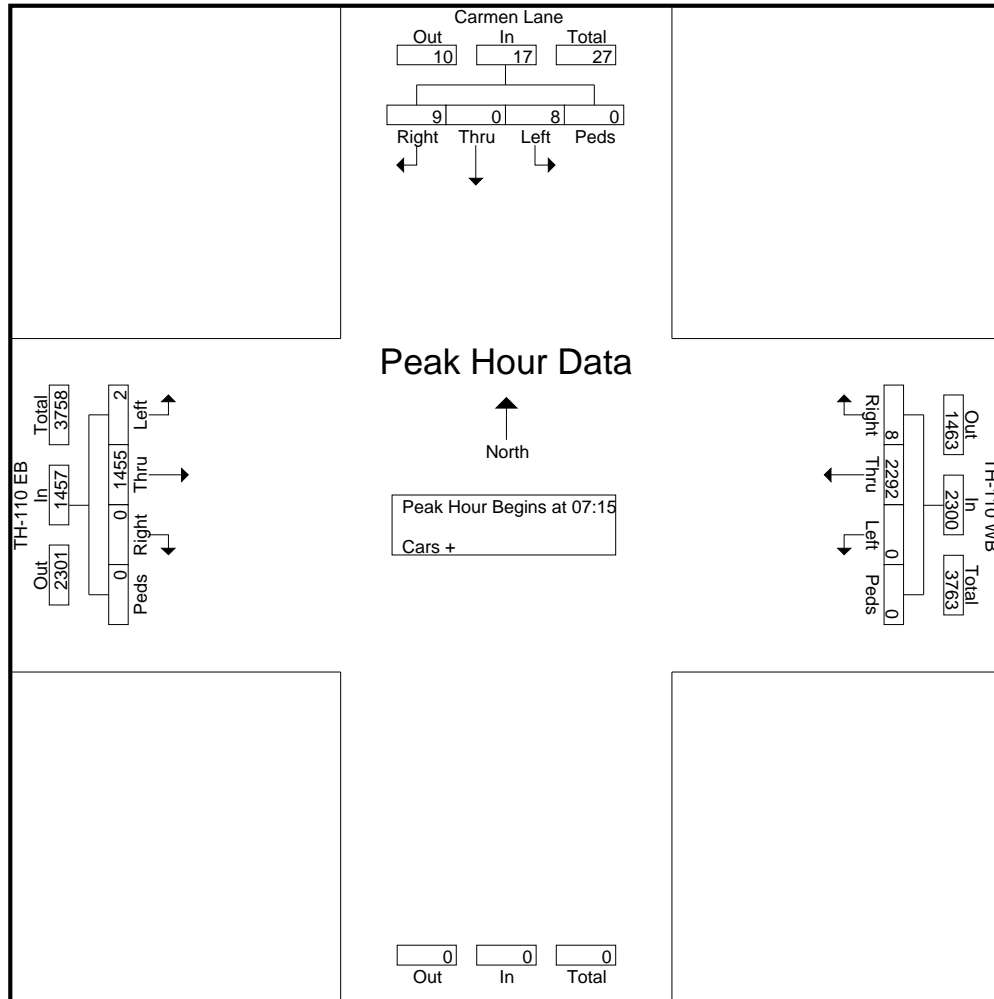 Carmen Lane
Out In Total
10 17 27
9 0 8 0
Right Thru Left Peds
Peak Hour Data
North
Peak Hour Begins at 07:15
Cars +
TH-110 EB
Total In Out
3758 1457 2301
2 1455 0 0
Left Thru Right Peds
Right Thru Left Peds
8 2292 0 0
1463 2300 3763
Out In Total
TH-110 WB
0 0 0
Out In Total